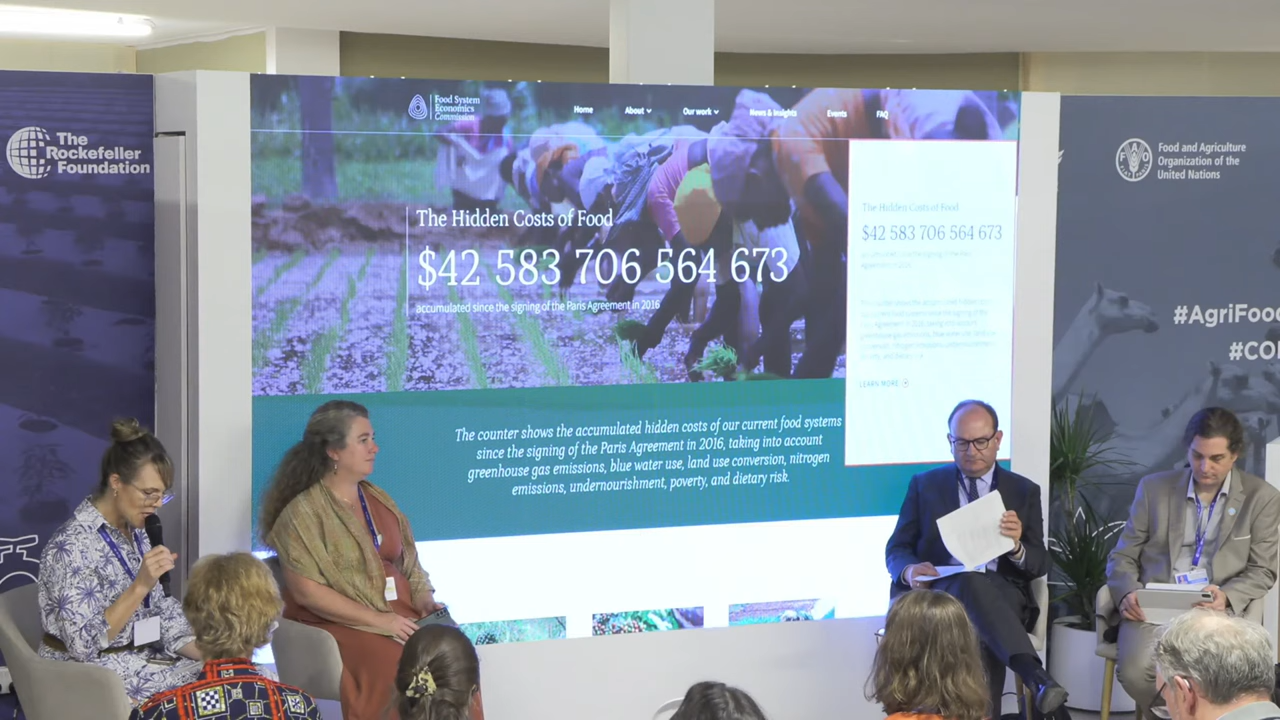 The
Rockefeller
Foundation
Food System
Economics
Commission
Home
About
Our work
News & Insights
Events
FAQ
The Hidden Costs of Food
$42 583 706 564 673
accumulated since the signing of the Paris Agreement in 2016
The counter shows the accumulated hidden costs of our current food systems
since the signing of the Paris Agreement in 2016, taking into account
greenhouse gas emissions, blue water use, land use conversion, nitrogen
emissions, undernourishment, poverty, and dietary risk.
The Hidden Costs of Food
$42 583 706 564 673
LEARN MORE
FAO
Food and Agriculture
Organization of the
United Nations
#AgriFoo
#CO